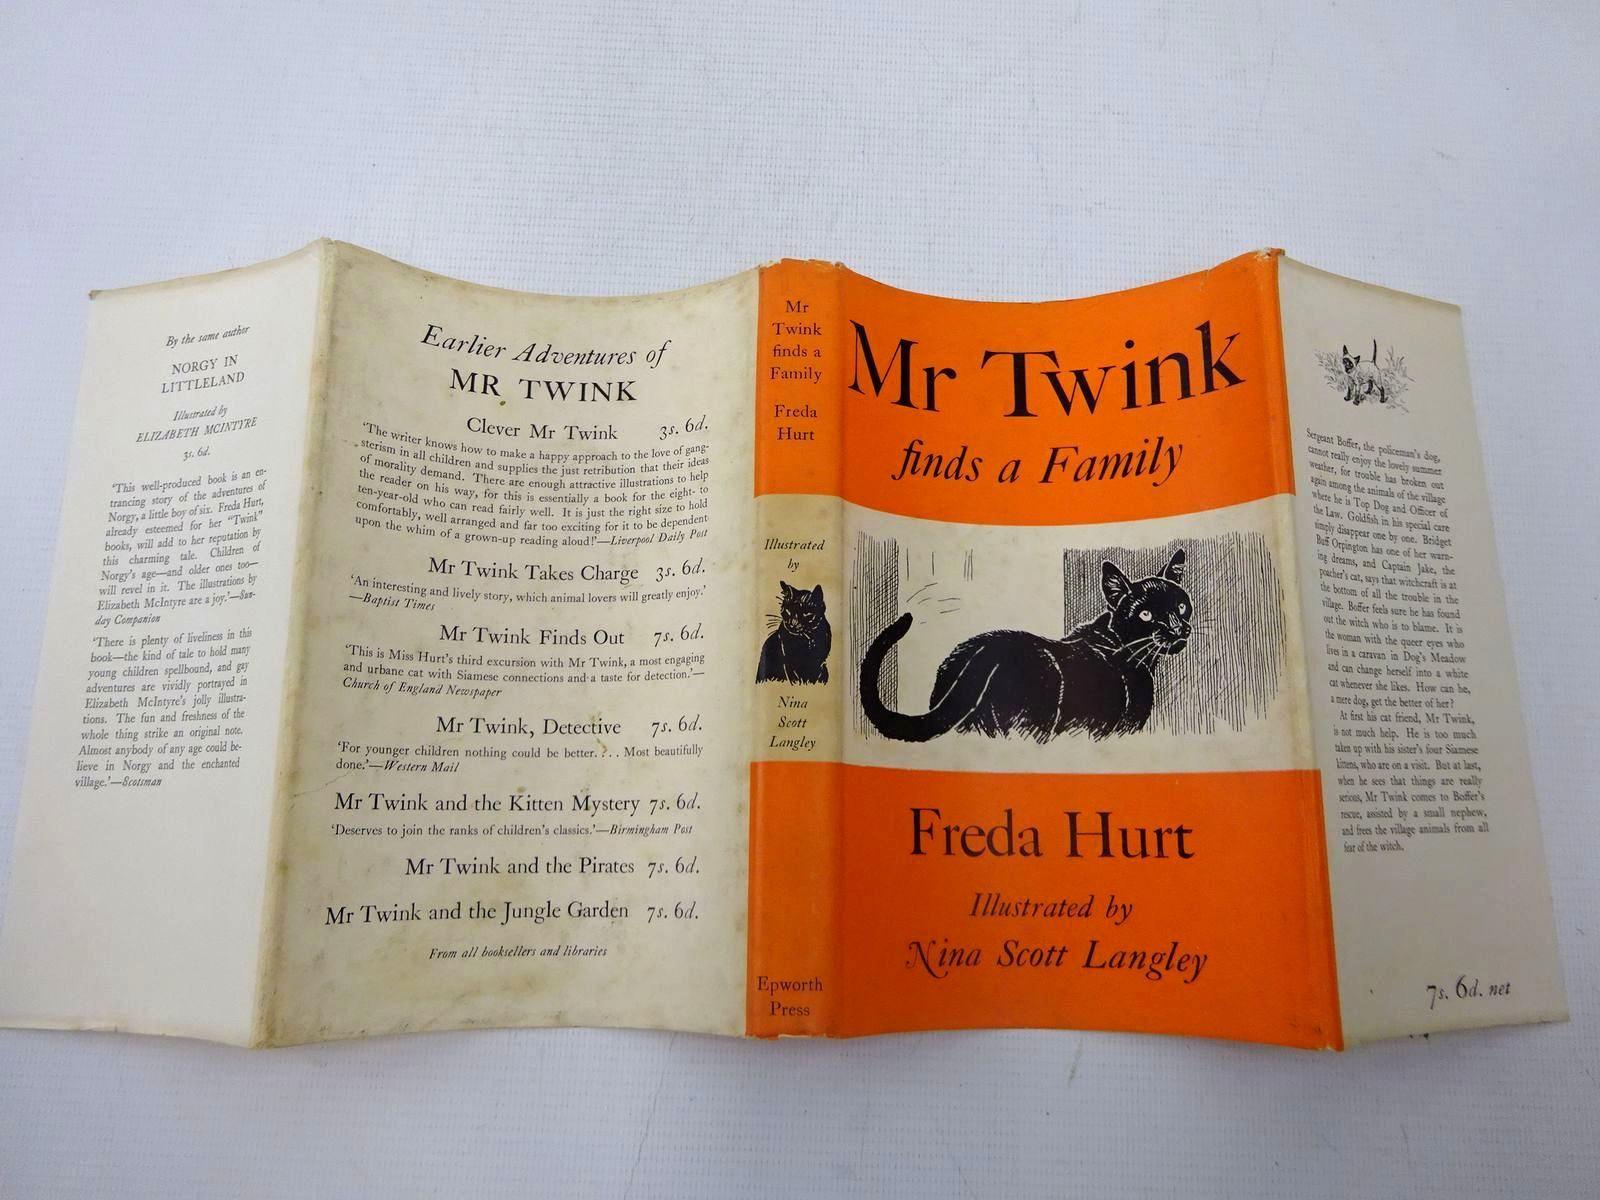 By the same author
NORGY IN
LITTLELAND
Illustrated by
ELIZABETH MCINTYRE
3s. 6d.
'This well-produced book is an en-
trancing story of the adventures of
Norgy, a little boy of six. Freda Hurt,
already esteemed for her "Twink"
books, will add to her reputation by
this charming tale. Children of
Norgy's age—and older ones too—
will revel in it. The illustrations by
Elizabeth McIntyre are a joy.'—Sun-
day Companion
'There is plenty of liveliness in this
book—the kind of tale to hold many
young children spellbound, and gay
adventures are vividly portrayed in
Elizabeth McIntyre's jolly illustra-
tions. The fun and freshness of the
whole thing strike an original note.
Almost anybody of any age could be-
lieve in Norgy and the enchanted
village.'—Scotsman
Earlier Adventures of
MR TWINK
Clever Mr Twink 3s. 6d.
'The writer knows how to make a happy approach to the love of gang-
sterism in all children and supplies the just retribution that their ideas
of morality demand. There are enough attractive illustrations to help
the reader on his way, for this is essentially a book for the eight- to
ten-year-old who can read fairly well. It is just the right size to hold
comfortably, well arranged and far too exciting for it to be dependent
upon the whim of a grown-up reading aloud!'—Liverpool Daily Post
Mr Twink Takes Charge 3s. 6d.
'An interesting and lively story, which animal lovers will greatly enjoy.'
—Baptist Times
Mr Twink Finds Out 7s. 6d.
'This is Miss Hurt's third excursion with Mr Twink, a most engaging
and urbane cat with Siamese connections and a taste for detection.'—
Church of England Newspaper
Mr Twink, Detective 7s. 6d.
'For younger children nothing could be better. . . . Most beautifully
done.'—Western Mail
Mr Twink and the Kitten Mystery 7s. 6d.
'Deserves to join the ranks of children's classics.'—Birmingham Post
Mr Twink and the Pirates 7s. 6d.
Mr Twink and the Jungle Garden 7s. 6d.
From all booksellers and libraries
Mr
Twink
finds a
Family
Freda
Hurt
Illustrated
by
Nina
Scott
Langley
Epworth
Press
Mr Twink
finds a Family
Freda Hurt
Illustrated by
Nina Scott Langley
Sergeant Boffer, the policeman's dog,
cannot really enjoy the lovely summer
weather, for trouble has broken out
again among the animals of the village
where he is Top Dog and Officer of
the Law. Goldfish in his special care
simply disappear one by one. Bridget
Buff Orpington has one of her warn-
ing dreams, and Captain Jake, the
poacher's cat, says that witchcraft is at
the bottom of all the trouble in the
village. Boffer feels sure he has found
out the witch who is to blame. It is
the woman with the queer eyes who
lives in a caravan in Dog's Meadow
and can change herself into a white
cat whenever she likes. How can he,
a mere dog, get the better of her?
At first his cat friend, Mr Twink,
is not much help. He is too much
taken up with his sister's four Siamese
kittens, who are on a visit. But at last,
when he sees that things are really
serious, Mr Twink comes to Boffer's
rescue, assisted by a small nephew,
and frees the village animals from all
fear of the witch.
7s. 6d. net